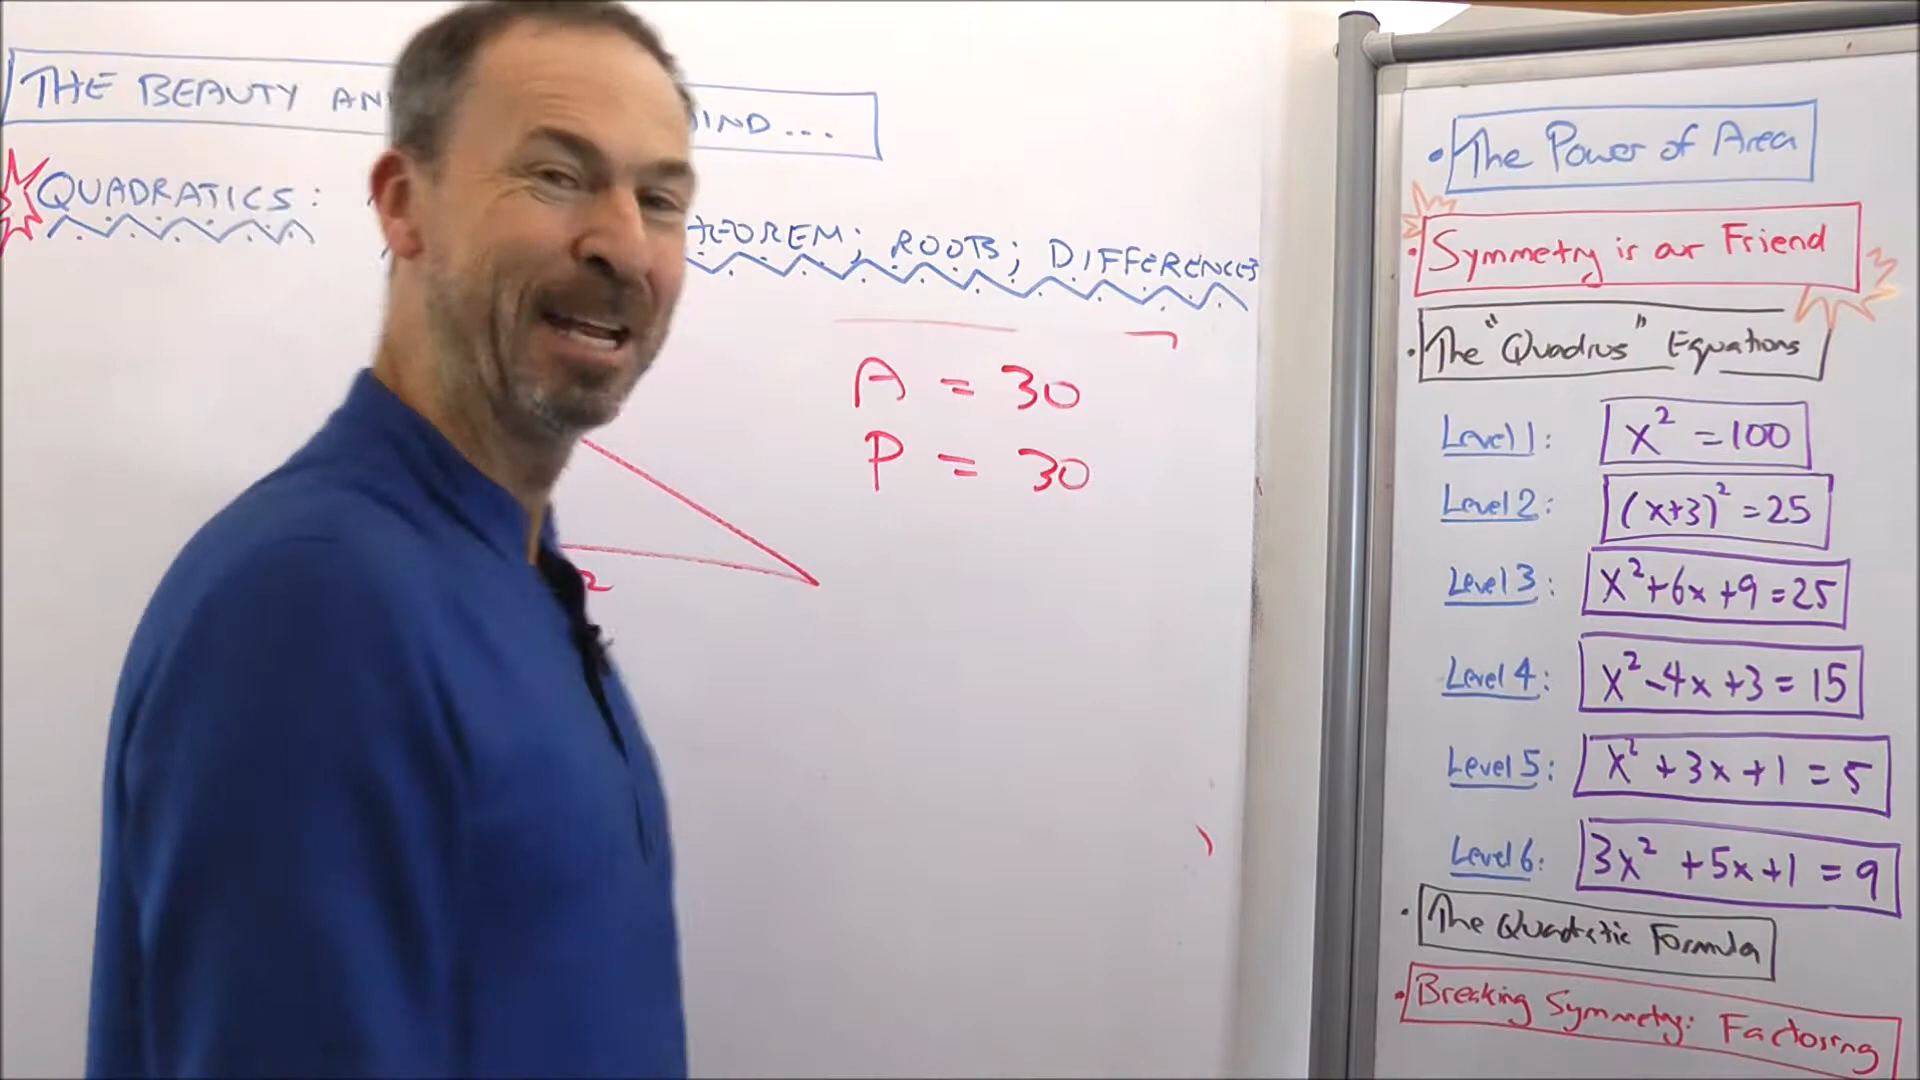 THE BEAUTY AN IND...
QUADRATICS: EOREM; ROOTS; DIFFERENCES
A = 30
P = 30
2
• The Power of Area
• Symmetry is our Friend
• The "Quadrus" Equations
Level 1: x² = 100
Level 2: (x+3)² = 25
Level 3: x²+6x+9=25
Level 4: x²-4x+3 = 15
Level 5: x²+3x+1 = 5
Level 6: 3x²+5x+1 = 9
• The Quadratic Formula
• Breaking Symmetry: Factoring